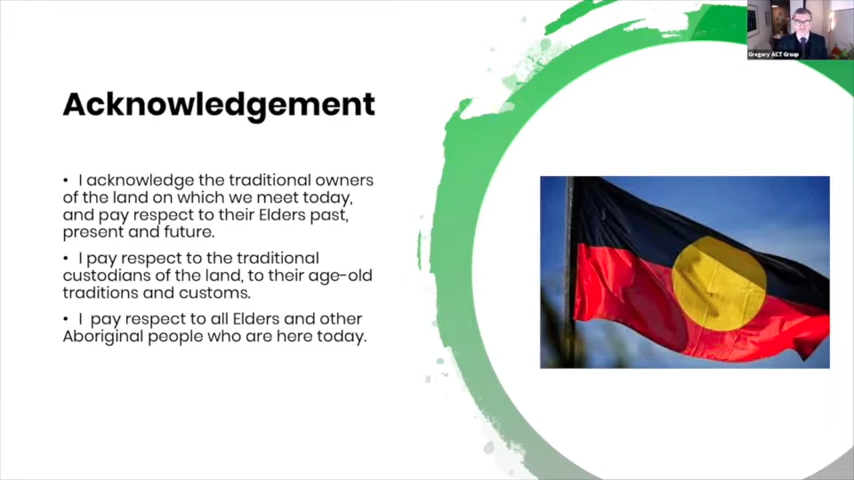 Gregory ACT Group
Acknowledgement
• I acknowledge the traditional owners
of the land on which we meet today,
and pay respect to their Elders past,
present and future.
• I pay respect to the traditional
custodians of the land, to their age-old
traditions and customs.
• I pay respect to all Elders and other
Aboriginal people who are here today.